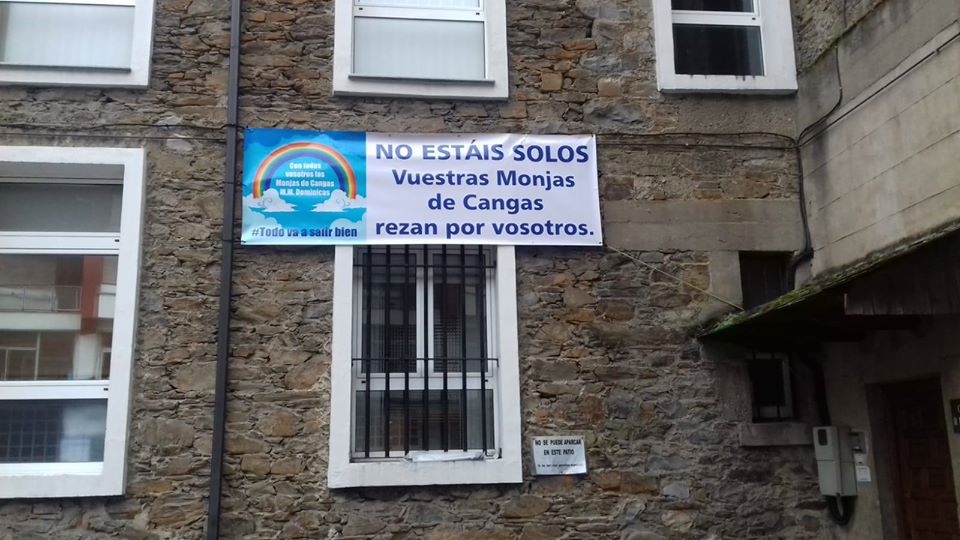 Con todos
vosotros las
Monjas de Cangas
M.M. Dominicas
#Todo va a salir bien
NO ESTÁIS SOLOS
Vuestras Monjas
de Cangas
rezan por vosotros.
NO SE PUEDE APARCAR
EN ESTE PATIO